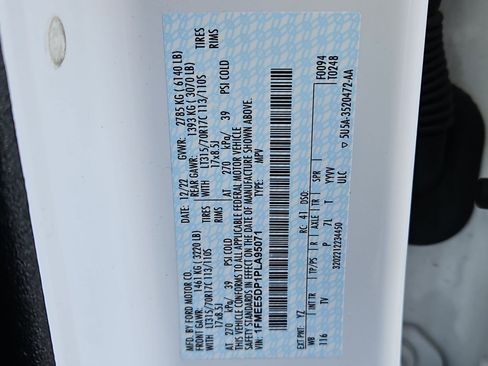 MFD. BY FORD MOTOR CO.
DATE: 12/22 GVWR: 2785 KG ( 6140 LB)
FRONT GAWR: 1461 KG ( 3220 LB) REAR GAWR: 1393 KG ( 3070 LB)
LT315/70R17C 113/110S TIRES WITH LT315/70R17C 113/110S TIRES
17x8.5J RIMS 17x8.5J RIMS
AT 270 kPa/ 39 PSI COLD AT 270 kPa/ 39 PSI COLD
THIS VEHICLE CONFORMS TO ALL APPLICABLE FEDERAL MOTOR VEHICLE
SAFETY STANDARDS IN EFFECT ON THE DATE OF MANUFACTURE SHOWN ABOVE.
VIN: 1FMEE5DP1PLA95071
TYPE: MPV
F0094
T024B
EXT PNT: YZ RC: 41 DSO:
WB INT TR TP/PS R AXLE TR SPR
116 TV P 7L T YYVV
3202112234450 ULC
▽ 5U5A-3520472-AA